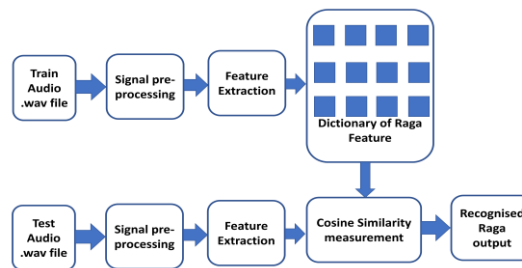 Train
Audio
.wav file
Signal pre-
processing
Feature
Extraction
Dictionary of Raga
Feature
Test
Audio
.wav file
Signal pre-
processing
Feature
Extraction
Cosine Similarity
measurement
Recognised
Raga
output